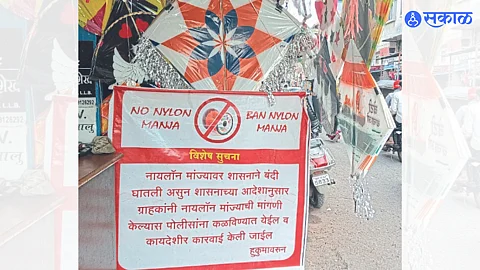 सकाळ
NO NYLON
MANJA
BAN NYLON
MANJA
विशेष सुचना
नायलॉन मांज्यावर शासनाने बंदी
घातली असुन शासनाच्या आदेशानुसार
ग्राहकांनी नायलॉन मांज्याची मांगणी
केल्यास पोलीसांना कळविण्यात येईल व
कायदेशीर कारवाई केली जाईल
हुकुमावरुन